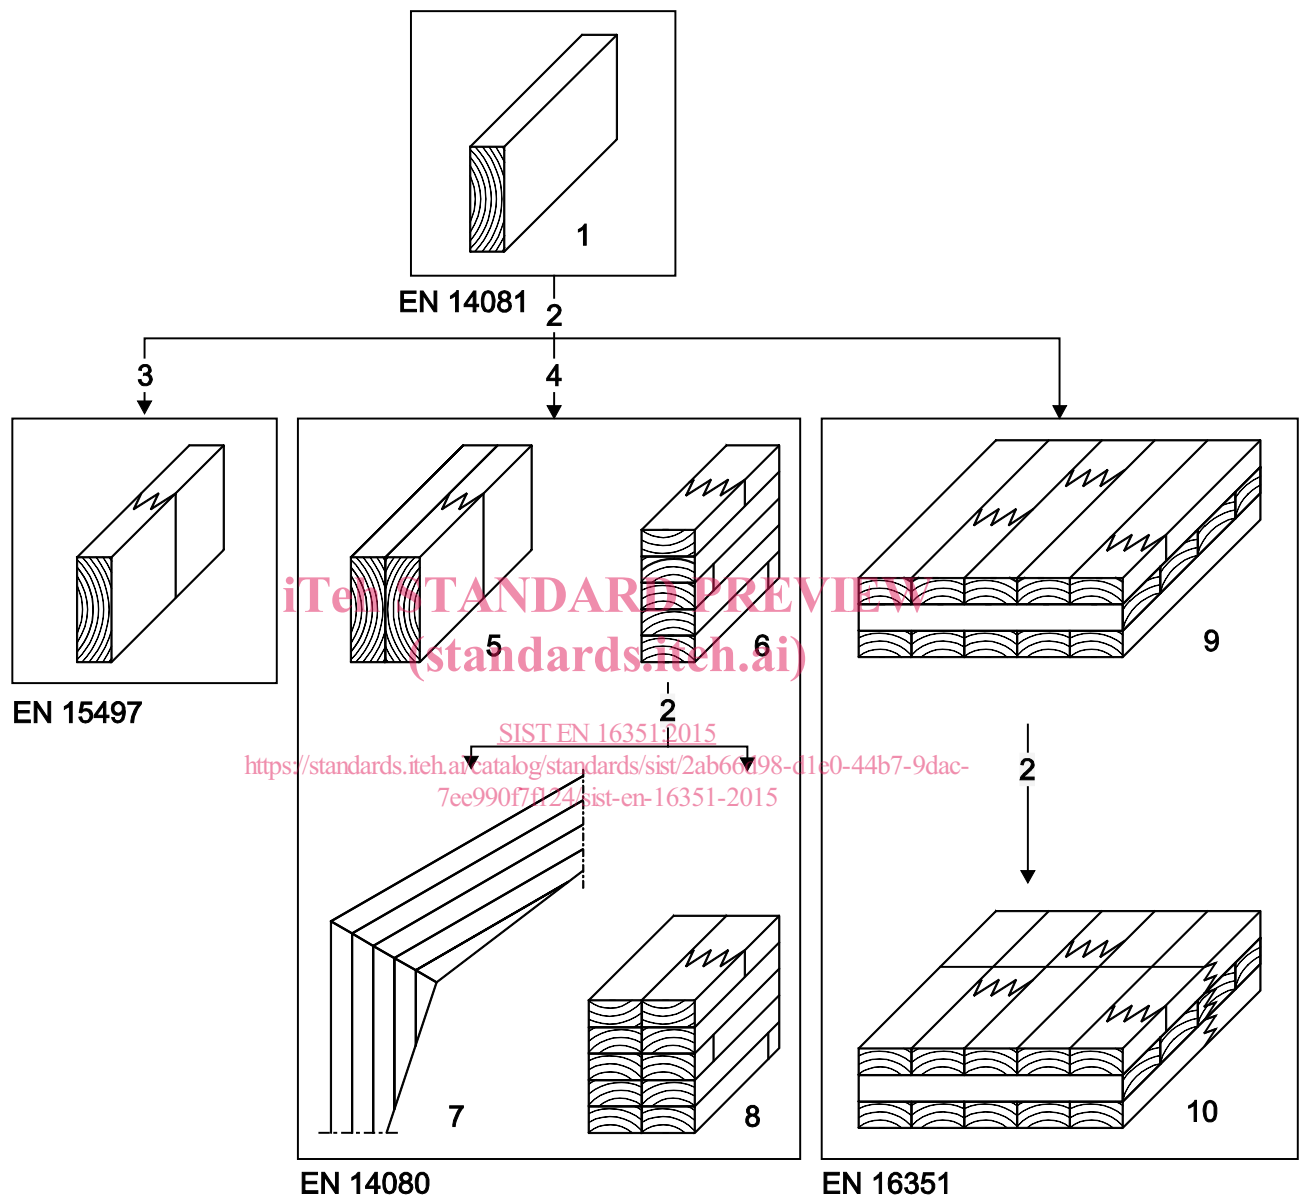 1
EN 14081
2
3
4
iTeh STANDARD PREVIEW
5
6
9
(standards.iteh.ai)
EN 15497
2
SIST EN 16351:2015
https://standards.iteh.ai/catalog/standards/sist/2ab66d98-d1e0-44b7-9dac-
2
7ee990f7f124/sist-en-16351-2015
7
8
10
EN 14080
EN 16351